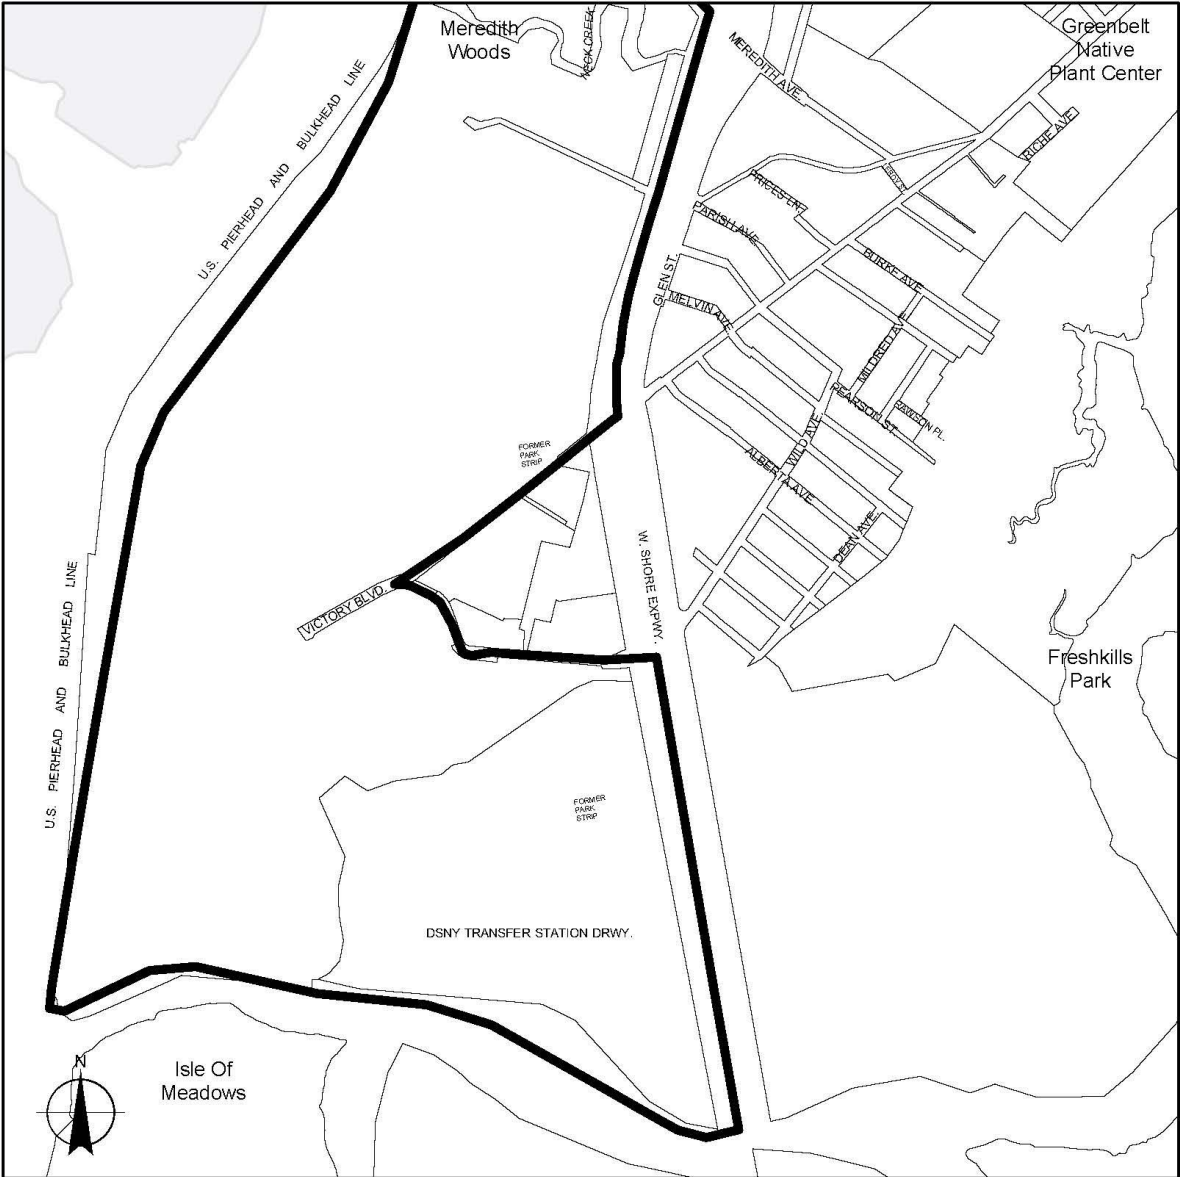 Meredith
Woods
NECK CREEK
Greenbelt
Native
Plant Center
MEREDITH AVE.
RICHE AVE
U.S. PIERHEAD AND BULKHEAD LINE
PRICES LN.
PARISH AVE
GLEN ST.
BURKE AVE
MELVIN AVE
MILDRED AVE
PEARSON ST.
RAWSON PL.
WILD AVE
ALBERTA AVE
FORMER
PARK
STRIP
DEAN AVE.
W. SHORE EXPWY.
VICTORY BLVD.
U.S. PIERHEAD AND BULKHEAD LINE
Freshkills
Park
FORMER
PARK
STRIP
DSNY TRANSFER STATION DRWY.
N
Isle Of
Meadows